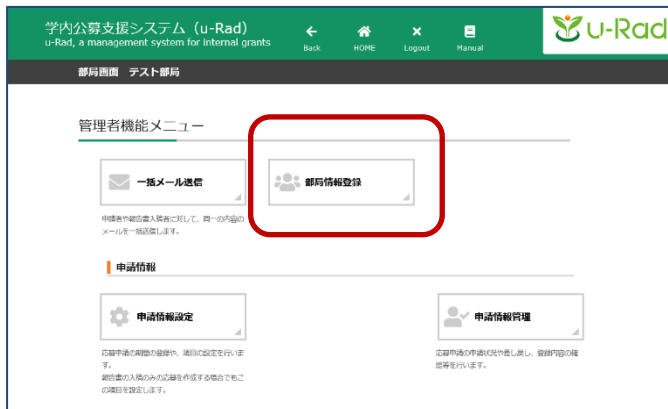 学内公募支援システム（u-Rad）
u-Rad, a management system for internal grants
Back
HOME
Logout
Manual
u-Rad
部局画面　テスト部局
管理者機能メニュー
一括メール送信
部局情報登録
申請者や報告書入稿者に対して、同一の内容の
メールを一括送信します。
申請情報
申請情報設定
申請情報管理
応募申請の期間の登録や、項目の設定を行いま
す。
報告書の入稿のみの応募を作成する場合でもこ
の項目を設定します。
応募申請の申請状況や差し戻し、登録内容の確
認等を行います。